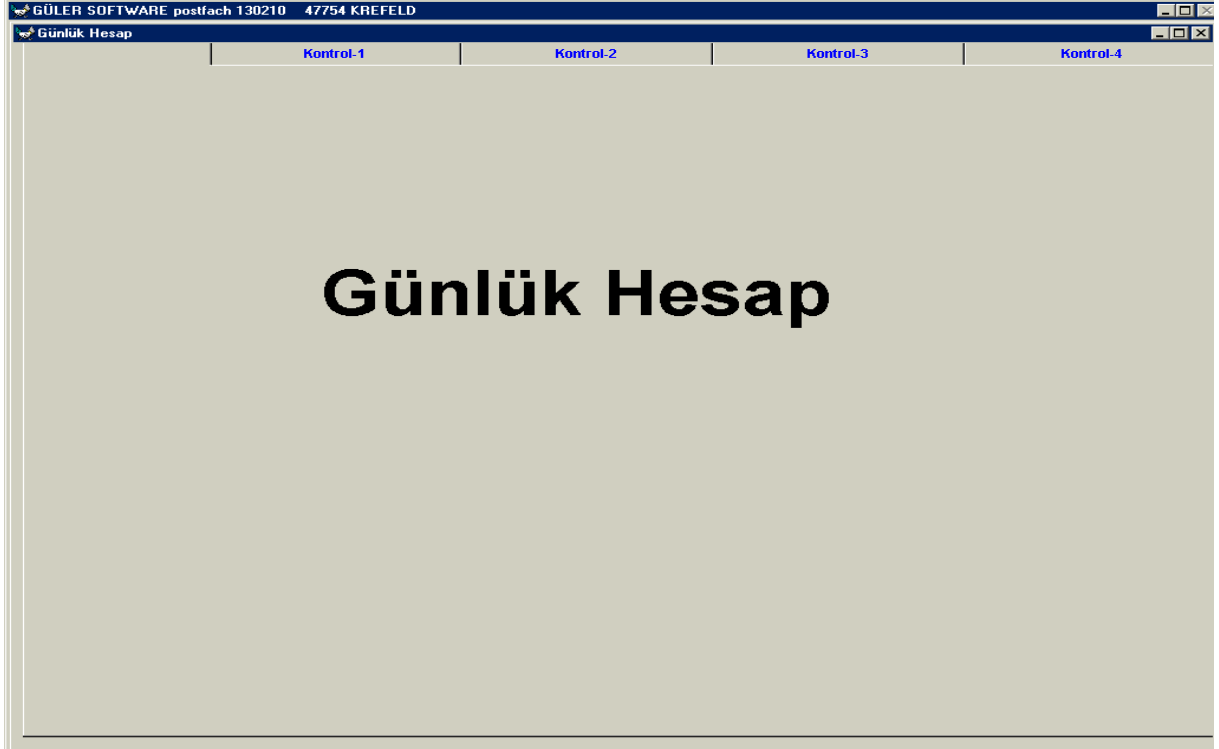 GÜLER SOFTWARE postfach 130210 47754 KREFELD
Günlük Hesap
Kontrol-1 Kontrol-2 Kontrol-3 Kontrol-4
Günlük Hesap